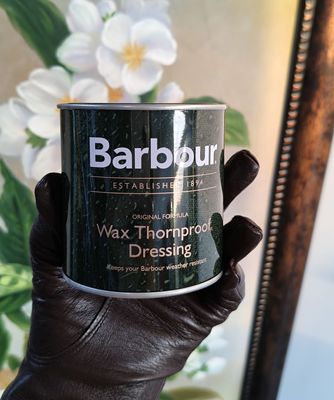 Barbour
ESTABLISHED 1894
ORIGINAL FORMULA
Wax Thornproof
Dressing
Keeps your Barbour weather resistant